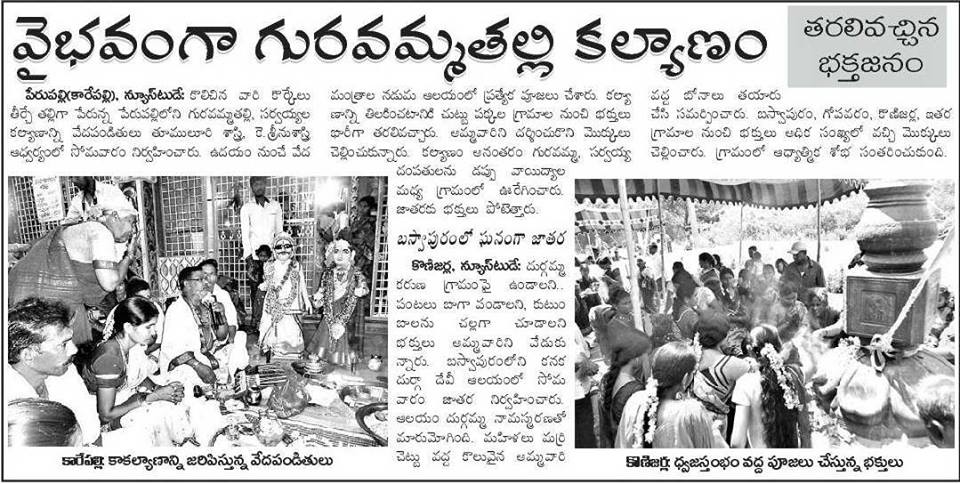 వైభవంగా గురవమ్మతల్లి కల్యాణం
తరలివచ్చిన
భక్తజనం
పేరుపల్లి(కారేపల్లి), న్యూస్‌టుడే: కొలిచిన వారి కొర్కేలు
తీర్చే తల్లిగా పేరున్న పేరుపల్లిలోని గురవమ్మతల్లి, సర్వయ్యల
కల్యాణాన్ని వేదపండితులు తూములూరి శాస్త్రి, కె.శ్రీనుశాస్త్రి
ఆధ్వర్యంలో సోమవారం నిర్వహించారు. ఉదయం నుంచే వేద
మంత్రాల నడుమ ఆలయంలో ప్రత్యేక పూజలు చేశారు. కల్యా
ణాన్ని తిలకించటానికి చుట్టు పక్కల గ్రామాల నుంచి భక్తులు
భారీగా తరలివచ్చారు. అమ్మవారిని దర్శించుకొని మొక్కులు
చెల్లించుకున్నారు. కల్యాణం అనంతరం గురవమ్మ, సర్వయ్య
దంపతులను డప్పు వాయిద్యాల
మధ్య గ్రామంలో ఊరేగించారు.
జాతరకు భక్తులు పోటెత్తారు.
బస్వాపురంలో ఘనంగా జాతర
కొణిజర్ల, న్యూస్‌టుడే: దుర్గమ్మ
కరుణ గ్రామంపై ఉండాలని..
పంటలు బాగా పండాలని, కుటుం
బాలను చల్లగా చూడాలని
భక్తులు అమ్మవారిని వేడుకు
న్నారు. బస్వాపురంలోని కనక
దుర్గా దేవీ ఆలయంలో సోమ
వారం జాతర నిర్వహించారు.
ఆలయం దుర్గమ్మ నామస్మరణతో
మారుమోగింది. మహిళలు మర్రి
చెట్టు వద్ద కొలువైన అమ్మవారి
వద్ద బోనాలు తయారు
చేసి సమర్పించారు. బస్వాపురం, గోపవరం, కొణిజర్ల, ఇతర
గ్రామాల నుంచి భక్తులు అధిక సంఖ్యలో వచ్చి మొక్కులు
చెల్లించారు. గ్రామంలో ఆధ్యాత్మిక శోభ సంతరించుకుంది.
కారేపల్లి: కాకల్యాణాన్ని జరిపిస్తున్న వేదపండితులు
కొణిజర్ల: ధ్వజస్తంభం వద్ద పూజలు చేస్తున్న భక్తులు